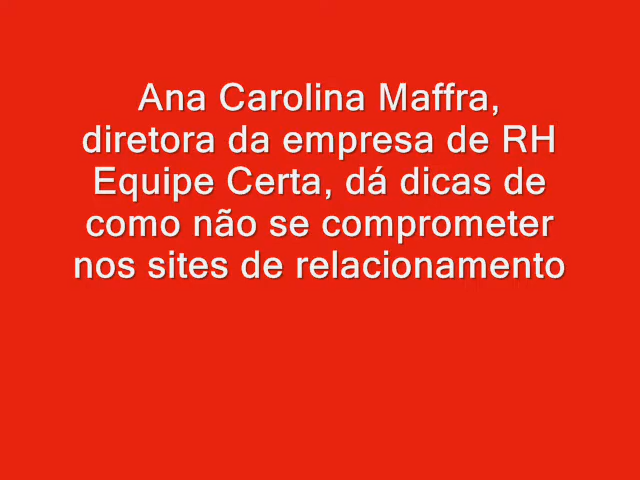 Ana Carolina Maffra,
diretora da empresa de RH
Equipe Certa, dá dicas de
como não se comprometer
nos sites de relacionamento